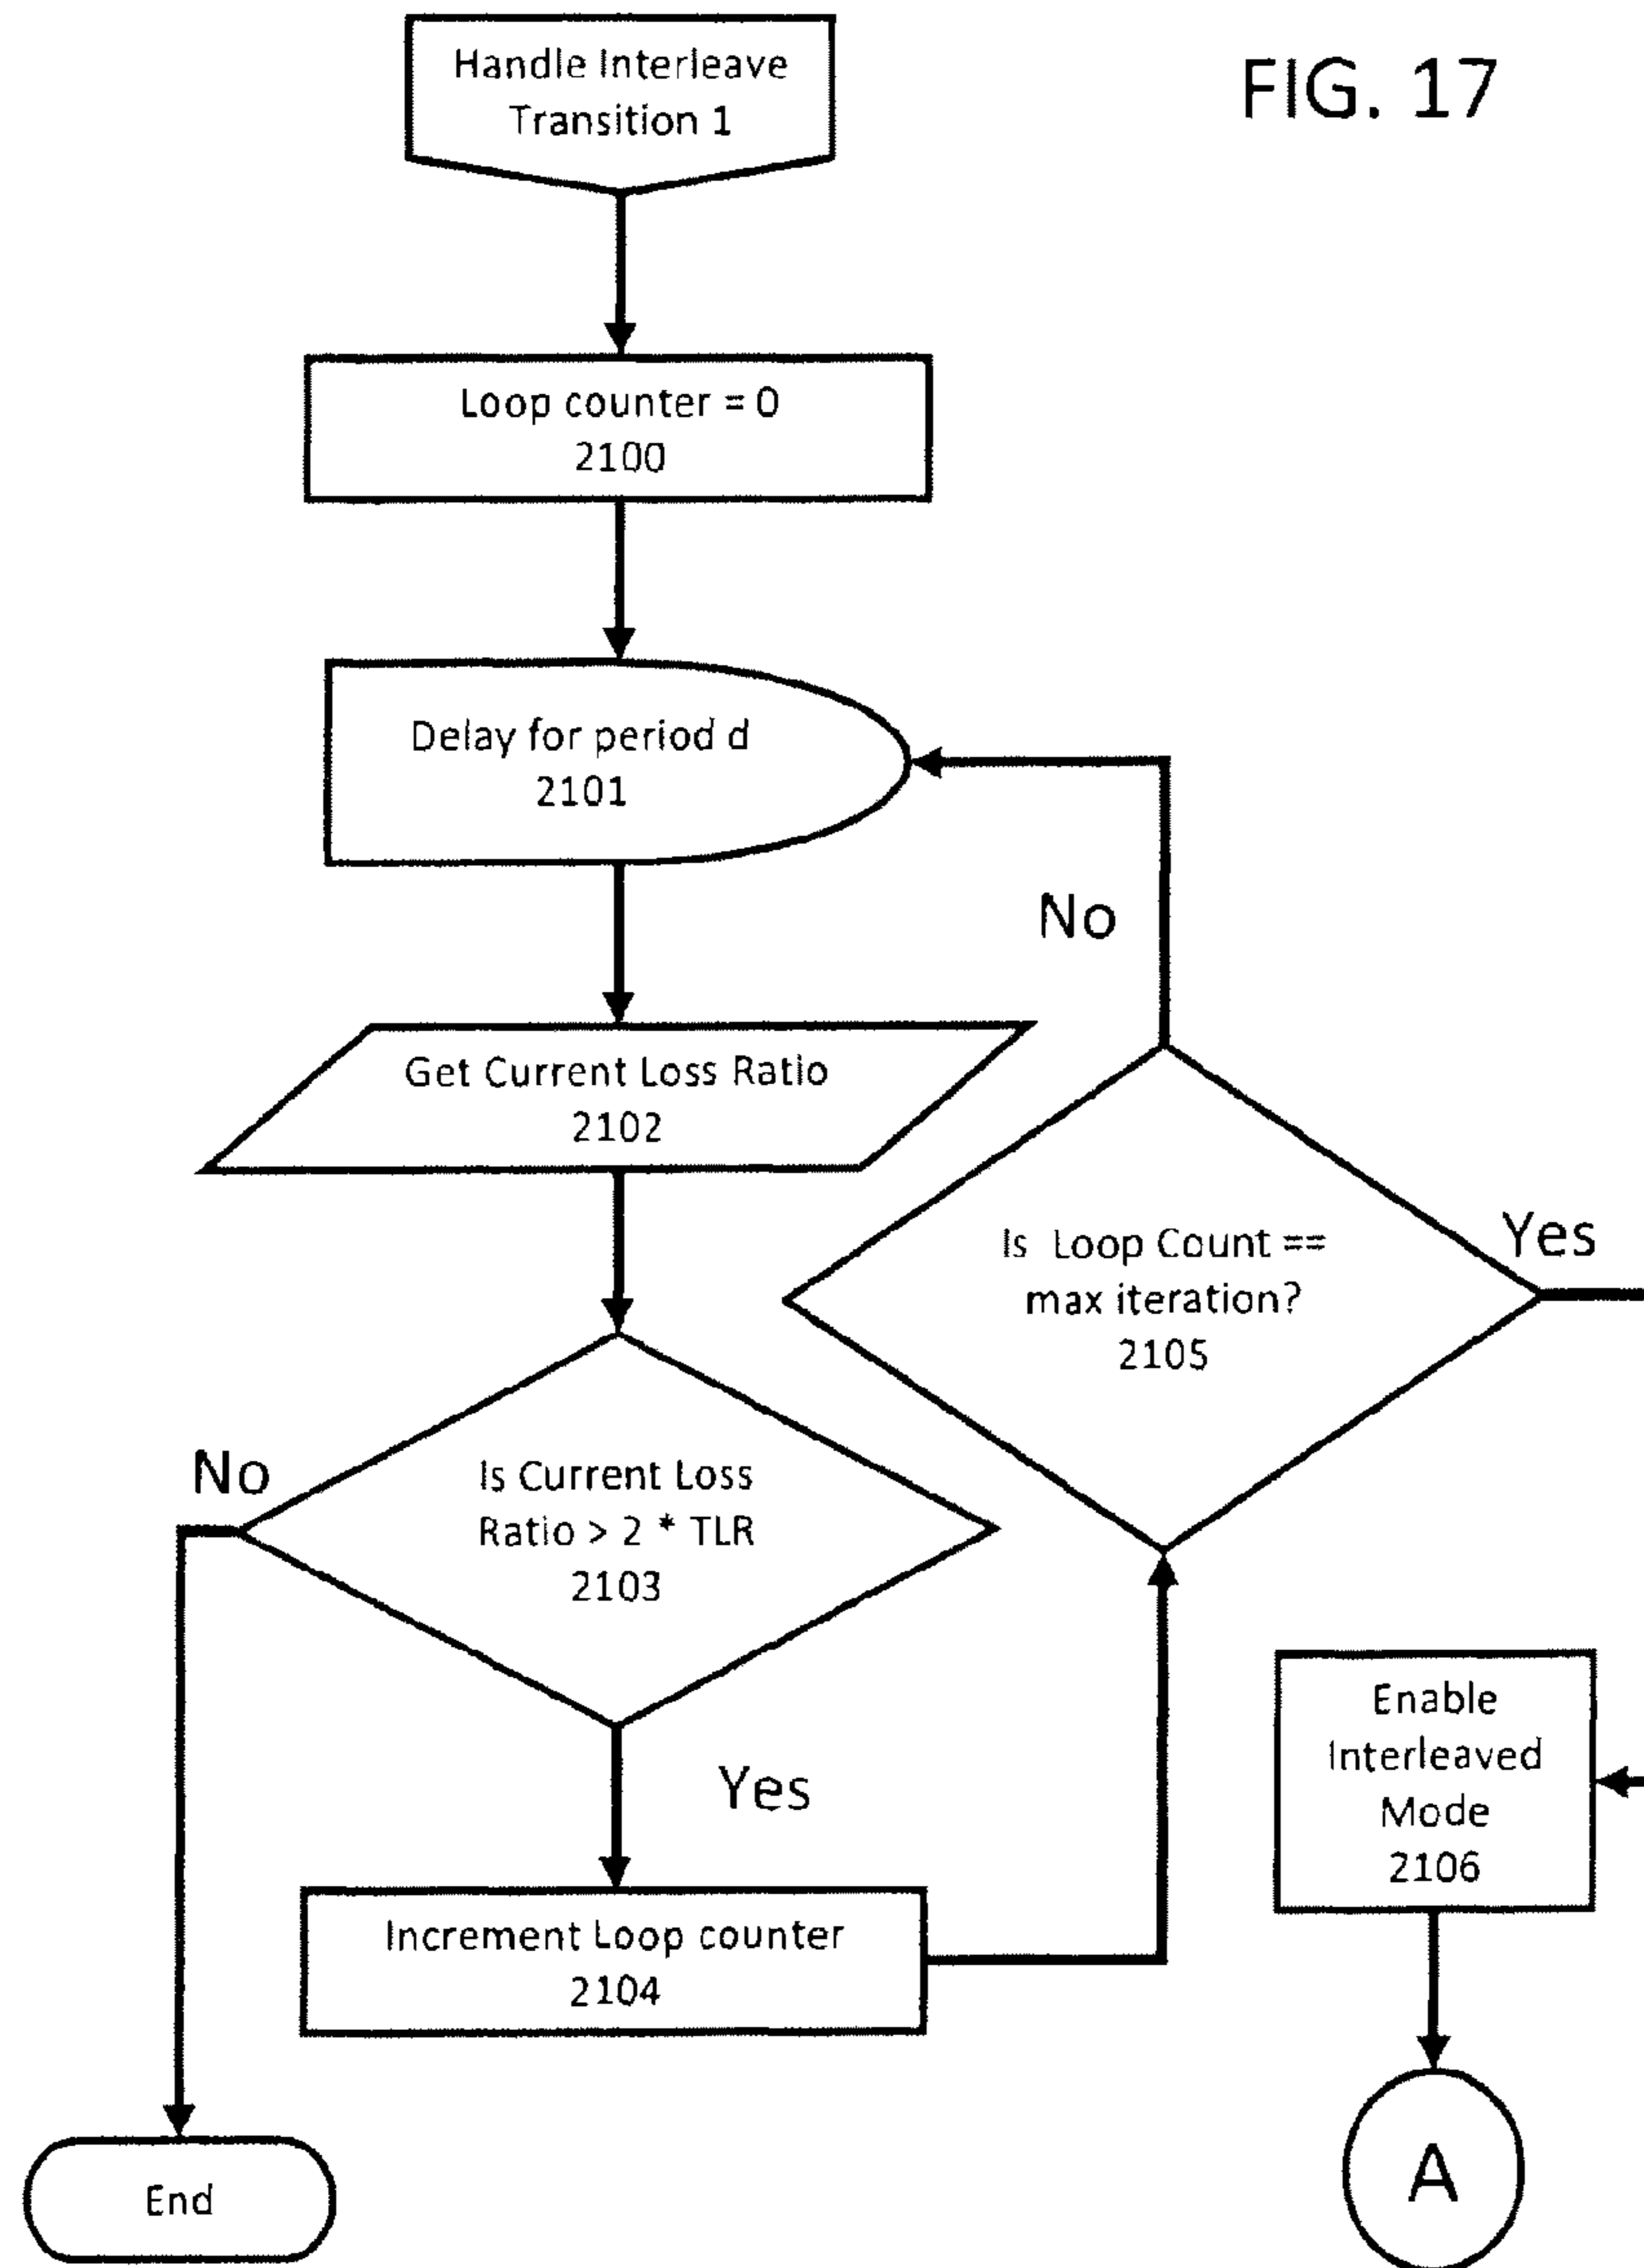 FIG. 17
Handle Interleave
Transition 1
Loop counter = 0
2100
Delay for period d
2101
No
Get Current Loss Ratio
2102
Is Loop Count ==
max iteration?
2105
Yes
No
Is Current Loss
Ratio > 2 * TLR
2103
Yes
Enable
Interleaved
Mode
2106
Increment Loop counter
2104
End
A